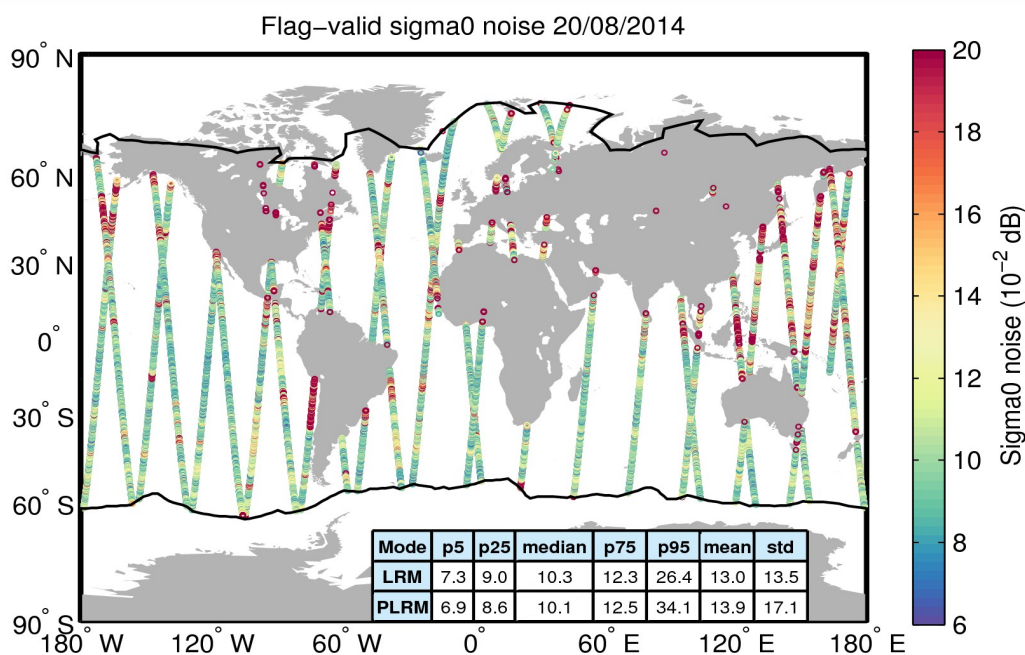 Flag−valid sigma0 noise 20/08/2014
90° N
60° N
30° N
0°
30° S
60° S
90° S
180° W
120° W
60° W
0°
60° E
120° E
180° E
Mode p5 p25 median p75 p95 mean std
LRM 7.3 9.0 10.3 12.3 26.4 13.0 13.5
PLRM 6.9 8.6 10.1 12.5 34.1 13.9 17.1
20
18
16
14
12
10
8
6
Sigma0 noise (10⁻² dB)